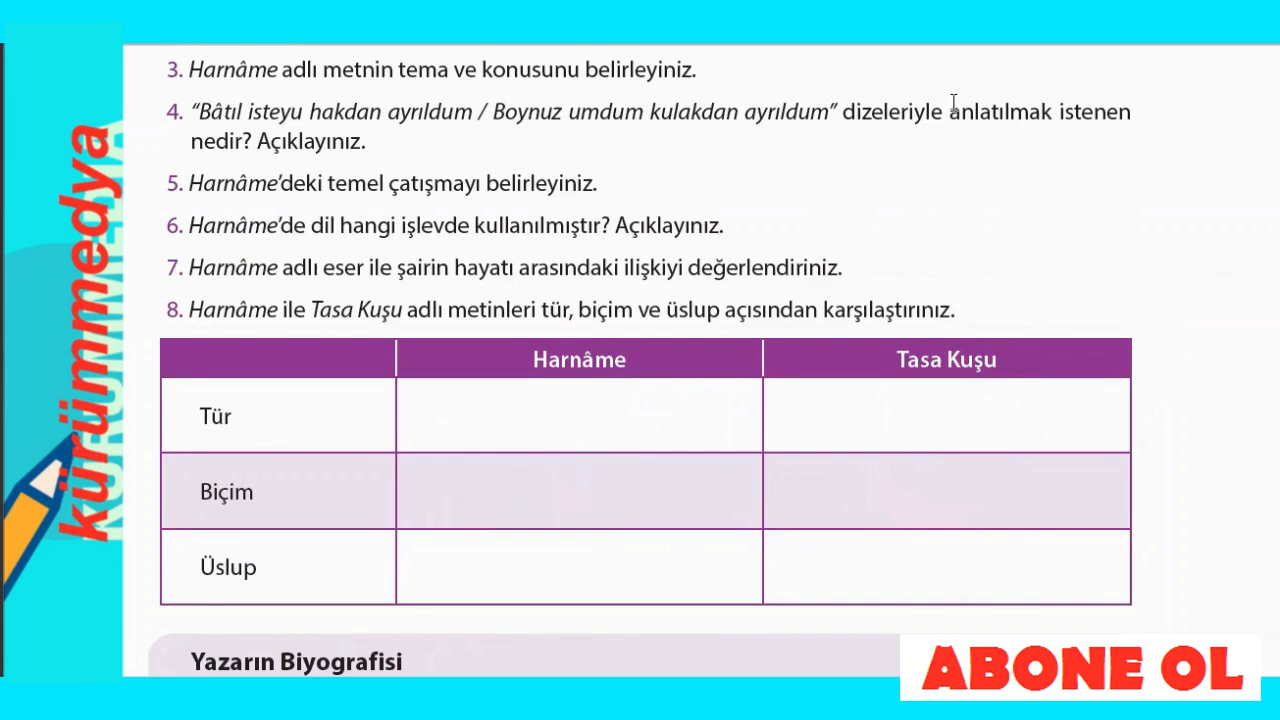 3. Harnâme adlı metnin tema ve konusunu belirleyiniz.
4. “Bâtıl isteyu hakdan ayrıldum / Boynuz umdum kulakdan ayrıldum” dizeleriyle anlatılmak istenen
nedir? Açıklayınız.
5. Harnâme’deki temel çatışmayı belirleyiniz.
6. Harnâme’de dil hangi işlevde kullanılmıştır? Açıklayınız.
7. Harnâme adlı eser ile şairin hayatı arasındaki ilişkiyi değerlendiriniz.
8. Harnâme ile Tasa Kuşu adlı metinleri tür, biçim ve üslup açısından karşılaştırınız.
Harnâme Tasa Kuşu
Tür
Biçim
Üslup
Yazarın Biyografisi
kürümmedya
KURUMMEDYA
ABONE OL